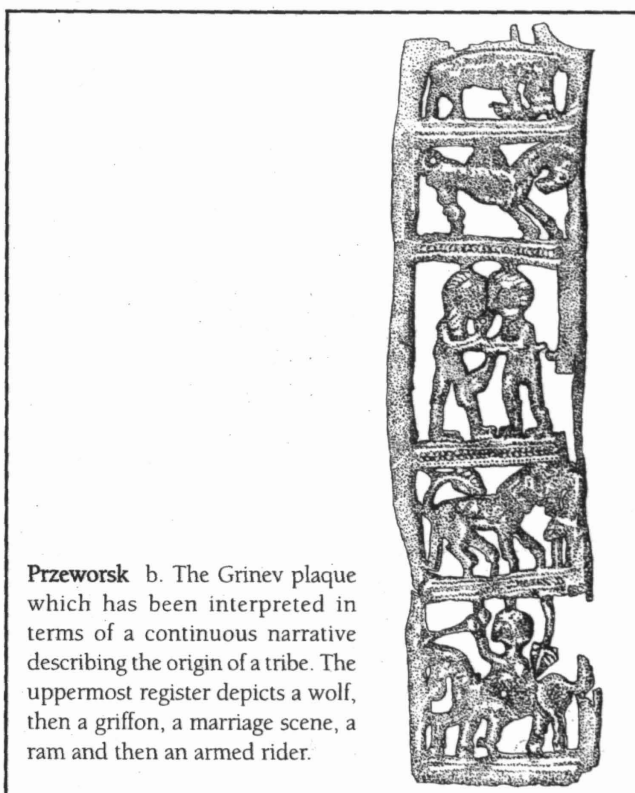 Przeworsk b. The Grinev plaque
which has been interpreted in
terms of a continuous narrative
describing the origin of a tribe. The
uppermost register depicts a wolf,
then a griffon, a marriage scene, a
ram and then an armed rider.